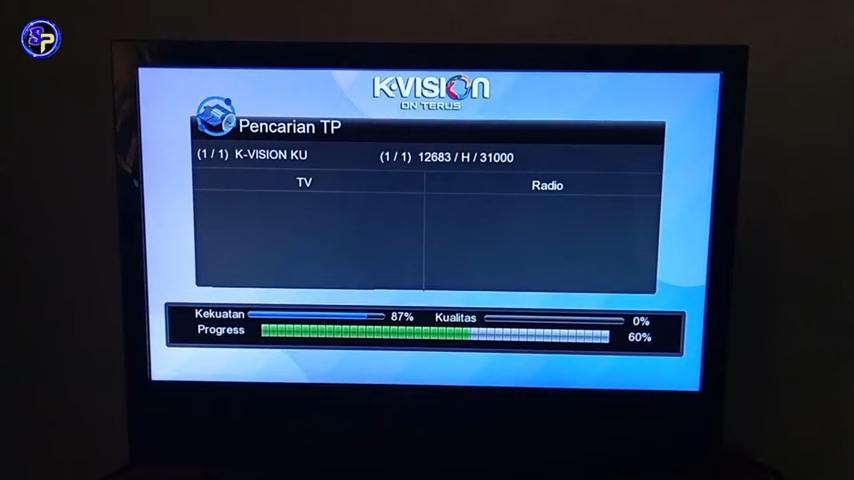 SP
K-VISION
ON TERUS
Pencarian TP
(1 / 1) K-VISION KU (1 / 1) 12683 / H / 31000
TV Radio
Kekuatan 87% Kualitas 0%
Progress 60%